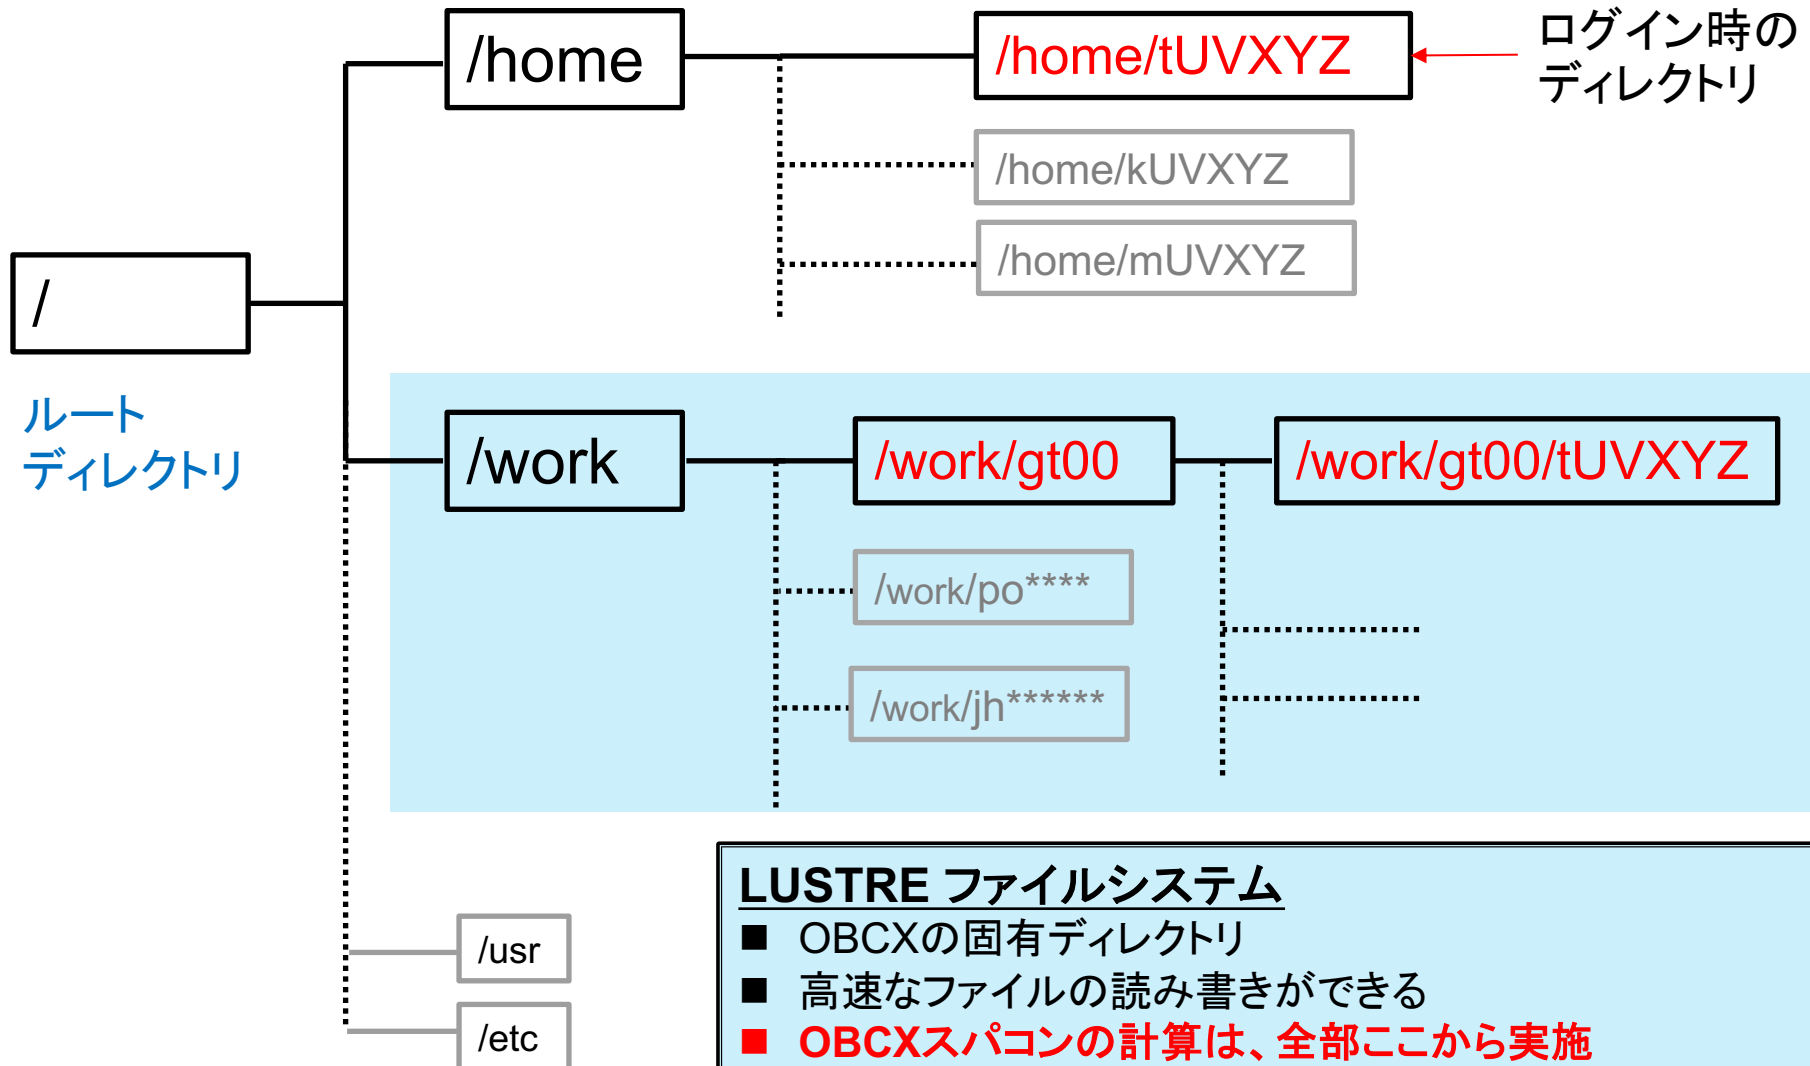 /home
/home/tUVXYZ
ログイン時の
ディレクトリ
/home/kUVXYZ
/home/mUVXYZ
/
ルート
ディレクトリ
/work
/work/gt00
/work/gt00/tUVXYZ
/work/po****
/work/jh******
/usr
/etc
LUSTRE ファイルシステム
■ OBCXの固有ディレクトリ
■ 高速なファイルの読み書きができる
■ OBCXスパコンの計算は、全部ここから実施